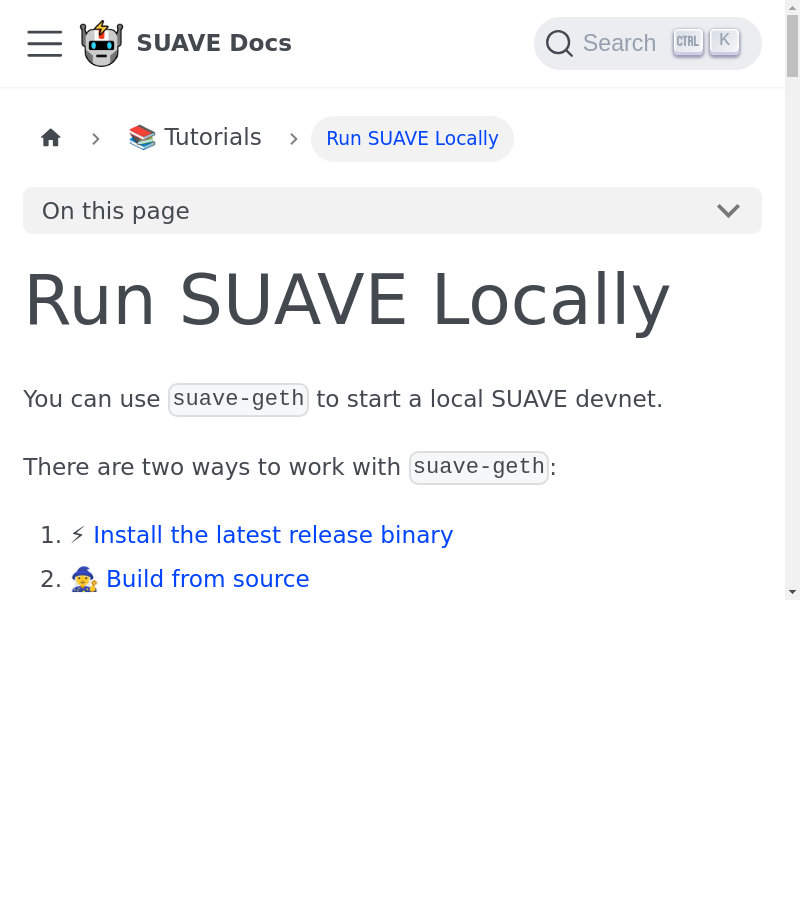 SUAVE Docs
Search CTRL K
📚 Tutorials
Run SUAVE Locally
On this page
Run SUAVE Locally
You can use suave-geth to start a local SUAVE devnet.
There are two ways to work with suave-geth:
1. ⚡ Install the latest release binary
2. 🧙 Build from source